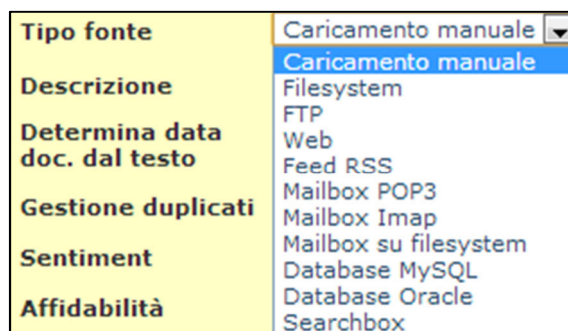 Tipo fonte
Caricamento manuale
Caricamento manuale
Descrizione
Filesystem
FTP
Determina data
doc. dal testo
Web
Feed RSS
Mailbox POP3
Gestione duplicati
Mailbox Imap
Mailbox su filesystem
Sentiment
Database MySQL
Database Oracle
Affidabilità
Searchbox